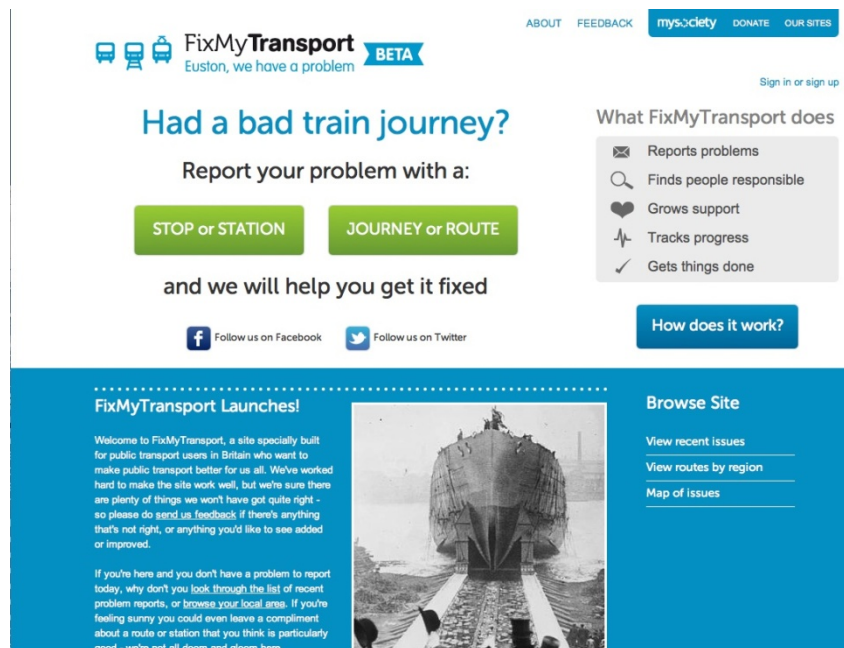 ABOUT FEEDBACK mysociety DONATE OUR SITES
FixMyTransport BETA
Euston, we have a problem
Sign in or sign up
Had a bad train journey?
Report your problem with a:
STOP or STATION JOURNEY or ROUTE
and we will help you get it fixed
Follow us on Facebook Follow us on Twitter
What FixMyTransport does
Reports problems
Finds people responsible
Grows support
Tracks progress
Gets things done
How does it work?
FixMyTransport Launches!
Welcome to FixMyTransport, a site specially built
for public transport users in Britain who want to
make public transport better for us all. We've worked
hard to make the site work well, but we're sure there
are plenty of things we won't have got quite right -
so please do send us feedback if there's anything
that's not right, or anything you'd like to see added
or improved.
If you're here and you don't have a problem to report
today, why don't you look through the list of recent
problem reports, or browse your local area. If you're
feeling sunny you could even leave a compliment
about a route or station that you think is particularly
good - we're not all doom and gloom here.
Browse Site
View recent issues
View routes by region
Map of issues